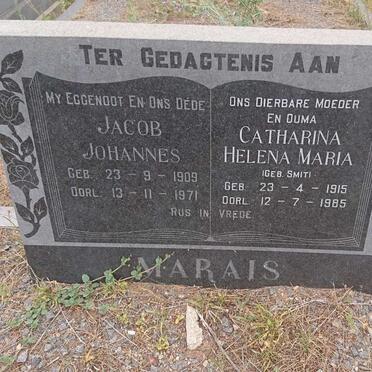 TER GEDAGTENIS AAN
MY EGGENOOT EN ONS DEDE
JACOB
JOHANNES
GEB. 23 - 9 - 1909
OORL. 13 - 11 - 1971
ONS DIERBARE MOEDER
EN OUMA
CATHARINA
HELENA MARIA
(GEB. SMIT)
GEB. 23 - 4 - 1915
OORL. 12 - 7 - 1985
RUS IN VREDE
MARAIS